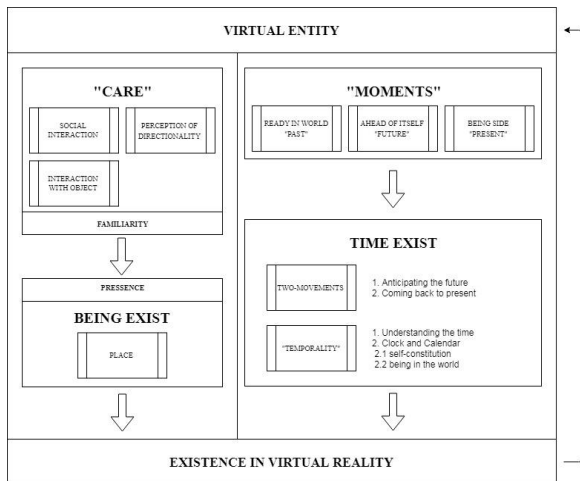 VIRTUAL ENTITY
"CARE"
SOCIAL
INTERACTION
PERCEPTION OF
DIRECTIONALITY
INTERACTION
WITH OBJECT
FAMILIARITY
PRESSENCE
BEING EXIST
PLACE
"MOMENTS"
READY IN WORLD
"PAST"
AHEAD OF ITSELF
"FUTURE"
BEING SIDE
"PRESENT"
TIME EXIST
TWO-MOVEMENTS
1. Anticipating the future
2. Coming back to present
"TEMPORALITY"
1. Understanding the time
2. Clock and Calendar
2.1 self-constitution
2.2 being in the world
EXISTENCE IN VIRTUAL REALITY